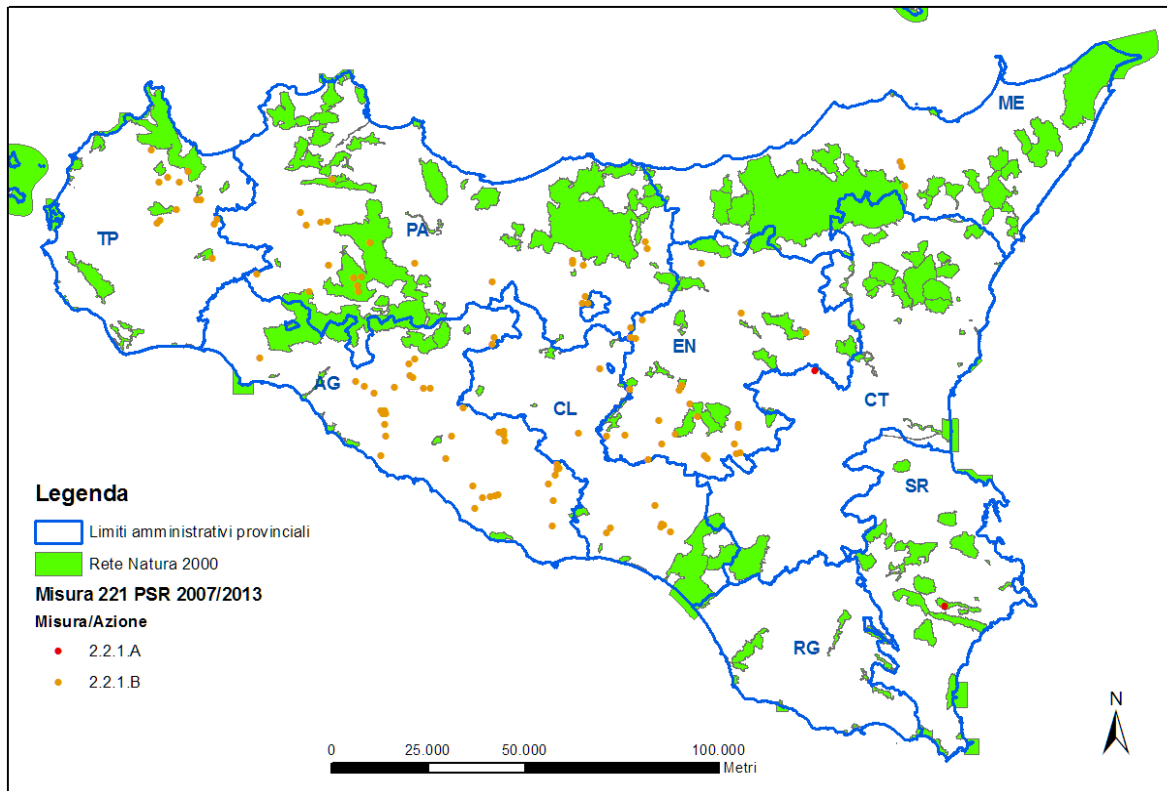 ME
TP
PA
EN
AG
CL
CT
SR
RG
Legenda
Limiti amministrativi provinciali
Rete Natura 2000
Misura 221 PSR 2007/2013
Misura/Azione
2.2.1.A
2.2.1.B
0 25.000 50.000 100.000
Metri
N